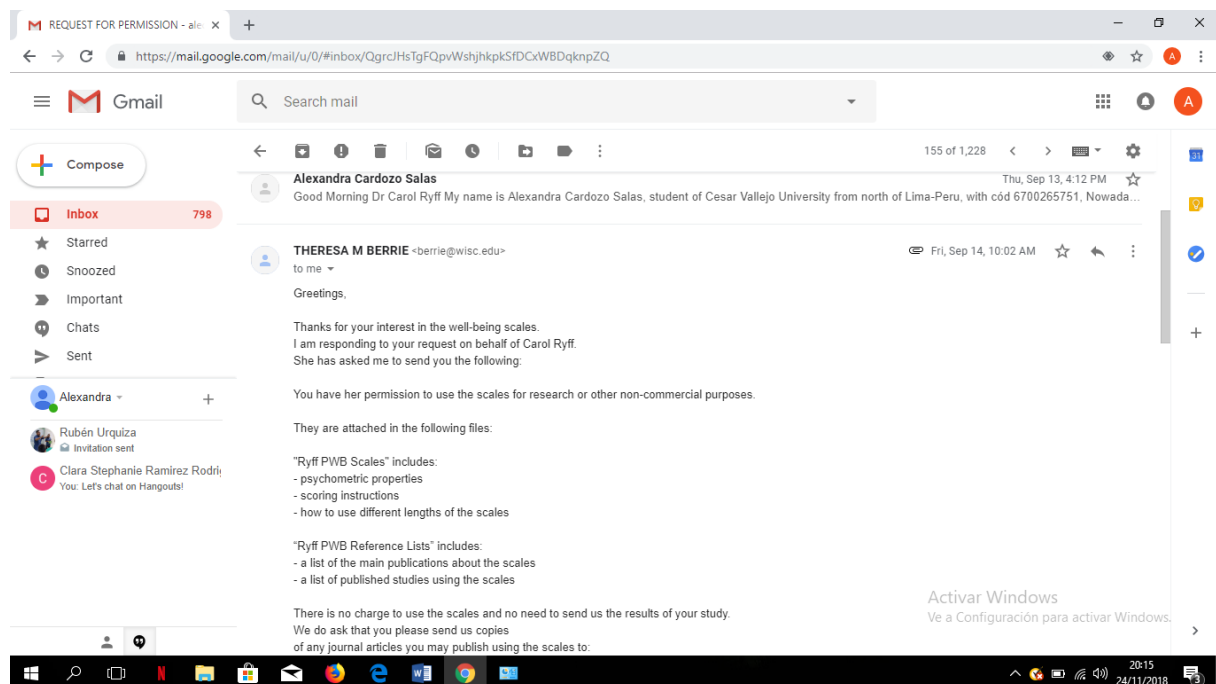 REQUEST FOR PERMISSION - ale
https://mail.google.com/mail/u/0/#inbox/QgrcJHsTgFQpvWshjhkpkSfDCxWBDqknpZQ
A
Gmail
Search mail
A
Compose
155 of 1,228
31
Inbox 798
Starred
Snoozed
Important
Chats
Sent
Alexandra
Rubén Urquiza
Invitation sent
C
Clara Stephanie Ramirez Rodri
You: Let's chat on Hangouts!
Alexandra Cardozo Salas Thu, Sep 13, 4:12 PM
Good Morning Dr Carol Ryff My name is Alexandra Cardozo Salas, student of Cesar Vallejo University from north of Lima-Peru, with cód 6700265751, Nowada…
THERESA M BERRIE <berrie@wisc.edu> Fri, Sep 14, 10:02 AM
to me
Greetings,
Thanks for your interest in the well-being scales.
I am responding to your request on behalf of Carol Ryff.
She has asked me to send you the following:
You have her permission to use the scales for research or other non-commercial purposes.
They are attached in the following files:
"Ryff PWB Scales" includes:
- psychometric properties
- scoring instructions
- how to use different lengths of the scales
“Ryff PWB Reference Lists” includes:
- a list of the main publications about the scales
- a list of published studies using the scales
There is no charge to use the scales and no need to send us the results of your study.
We do ask that you please send us copies
of any journal articles you may publish using the scales to:
Activar Windows
Ve a Configuración para activar Windows.
N
20:15
24/11/2018
3